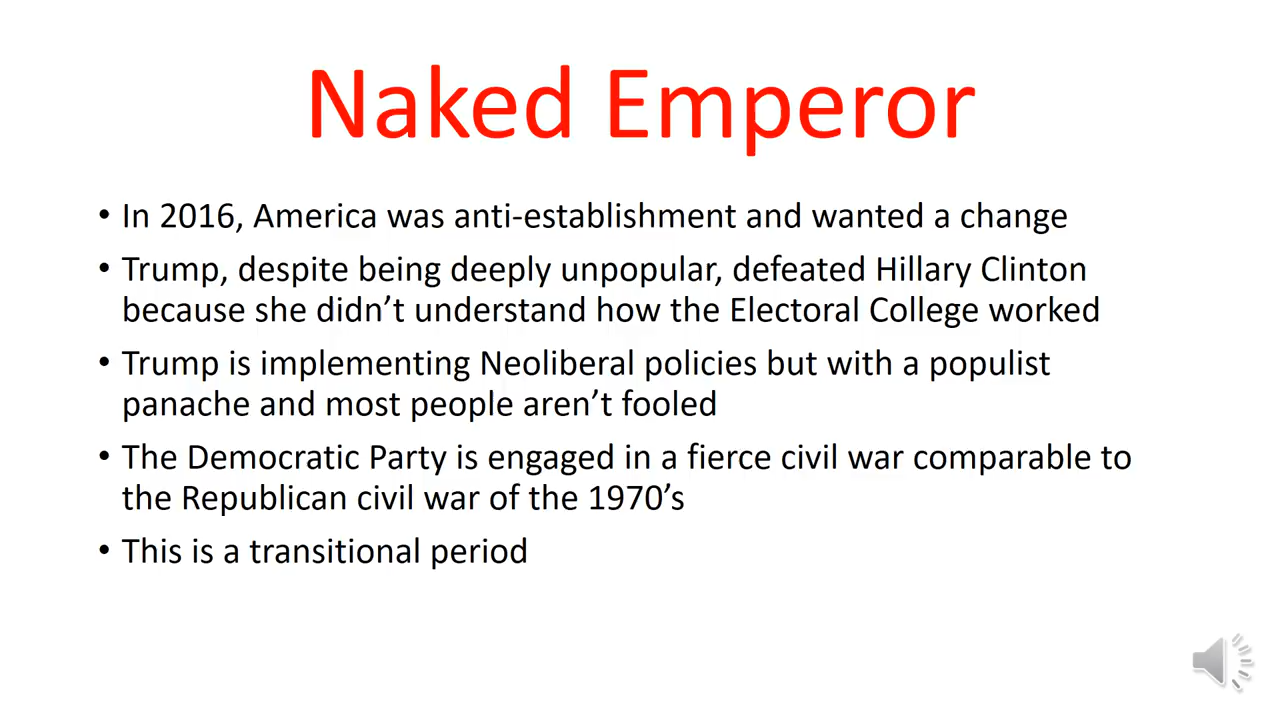 Naked Emperor
• In 2016, America was anti-establishment and wanted a change
• Trump, despite being deeply unpopular, defeated Hillary Clinton
because she didn’t understand how the Electoral College worked
• Trump is implementing Neoliberal policies but with a populist
panache and most people aren’t fooled
• The Democratic Party is engaged in a fierce civil war comparable to
the Republican civil war of the 1970’s
• This is a transitional period